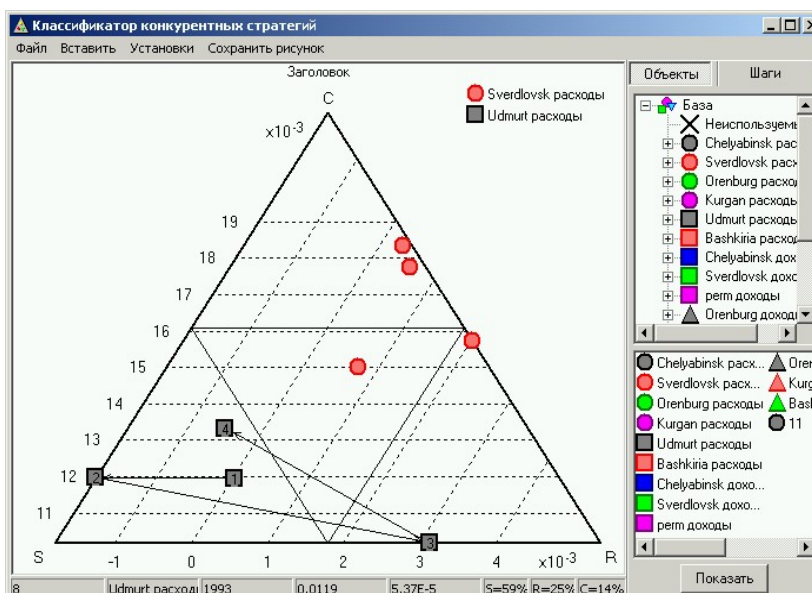 Классификатор конкурентных стратегий
Файл Вставить Установки Сохранить рисунок
Заголовок
C
x10 -3
Sverdlovsk расходы
Udmurt расходы
19
18
17
16
15
14
13
12
11
4
2
1
3
S
-1
0
1
2
3
4
x10 -3
R
Объекты Шаги
База
Неиспользуемы
Chelyabinsk рас
Sverdlovsk расх
Orenburg расход
Kurgan расходы
Udmurt расходы
Bashkiria расход
Chelyabinsk дох
Sverdlovsk дохо
perm доходы
Orenburg доходы
Chelyabinsk расх... Oren
Sverdlovsk расх... Kurg
Orenburg расходы Bash
Kurgan расходы 11
Udmurt расходы
Bashkiria расходы
Chelyabinsk дохо...
Sverdlovsk дохо...
perm доходы
Показать
8 Udmurt расходы 1993 0.0119 5.37E-5 S=59% R=25% C=14%